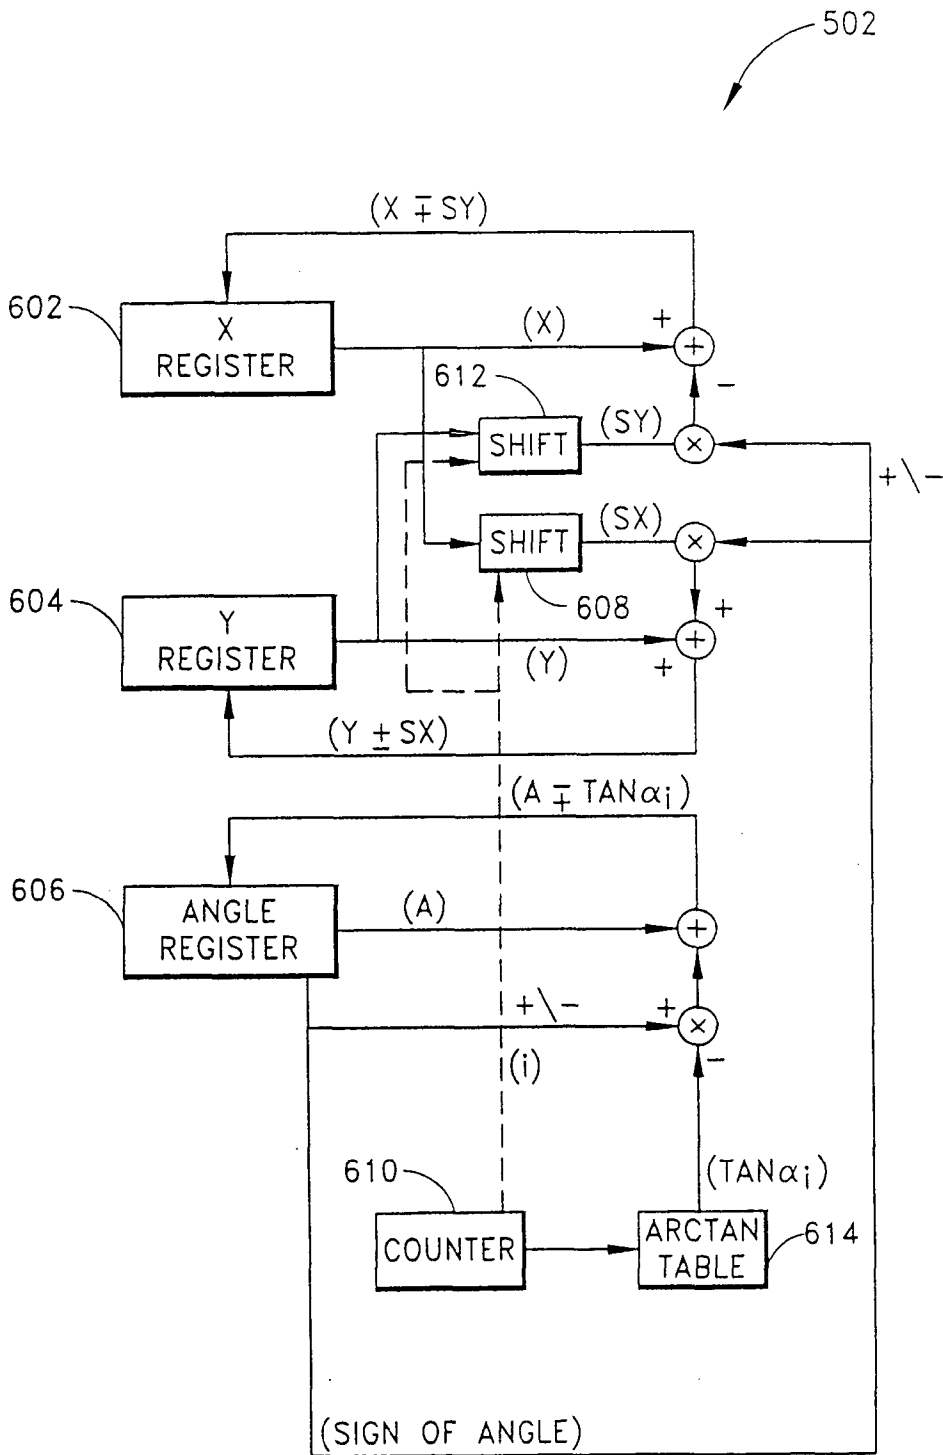 502
(X ∓ SY)
602
X
REGISTER
(X)
+
+
−
612
SHIFT
(SY)
×
+\−
SHIFT
(SX)
×
608
604
Y
REGISTER
(Y)
+
+
+
(Y ± SX)
(A ∓ TANαi)
606
ANGLE
REGISTER
(A)
+
+\−
+
×
−
(i)
610
COUNTER
(TANαi)
ARCTAN
TABLE
614
(SIGN OF ANGLE)